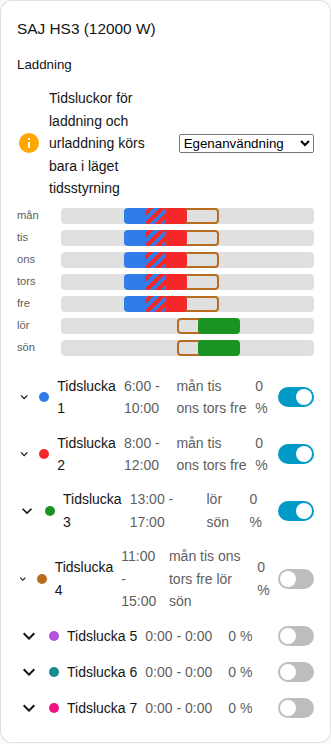 SAJ HS3 (12000 W)
Laddning
Tidsluckor för
laddning och
urladdning körs
bara i läget
tidsstyrning
Egenanvändning
mån
tis
ons
tors
fre
lör
sön
Tidslucka 6:00 - mån tis 0
1 10:00 ons tors fre %
Tidslucka 8:00 - mån tis 0
2 12:00 ons tors fre %
Tidslucka 13:00 - lör 0
3 17:00 sön %
11:00 mån tis ons
Tidslucka - tors fre lör 0
4 15:00 sön %
Tidslucka 5 0:00 - 0:00 0 %
Tidslucka 6 0:00 - 0:00 0 %
Tidslucka 7 0:00 - 0:00 0 %